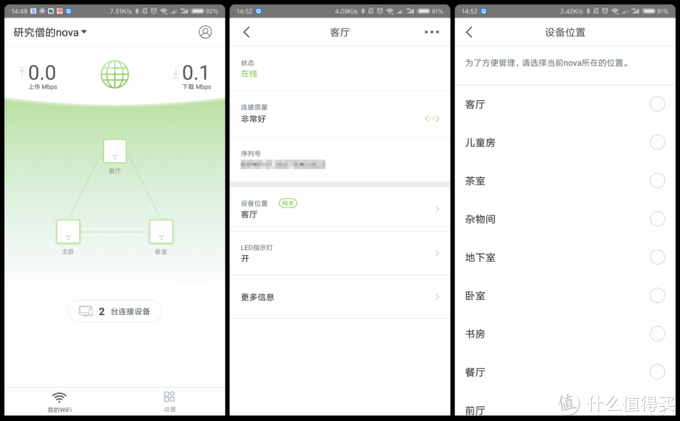 14:49
7.51K/s
92%
研究僧的nova
0.0
上传 Mbps
0.1
下载 Mbps
客厅
主卧
卧室
2 台连接设备
我的WiFi
设置
14:52
4.09K/s
91%
客厅
状态
在线
连接质量
非常好
序列号
设备位置
网关
客厅
LED指示灯
开
更多信息
14:52
2.42K/s
91%
设备位置
为了方便管理，请选择当前nova所在的位置。
客厅
儿童房
茶室
杂物间
地下室
卧室
书房
餐厅
前厅
值 什么值得买